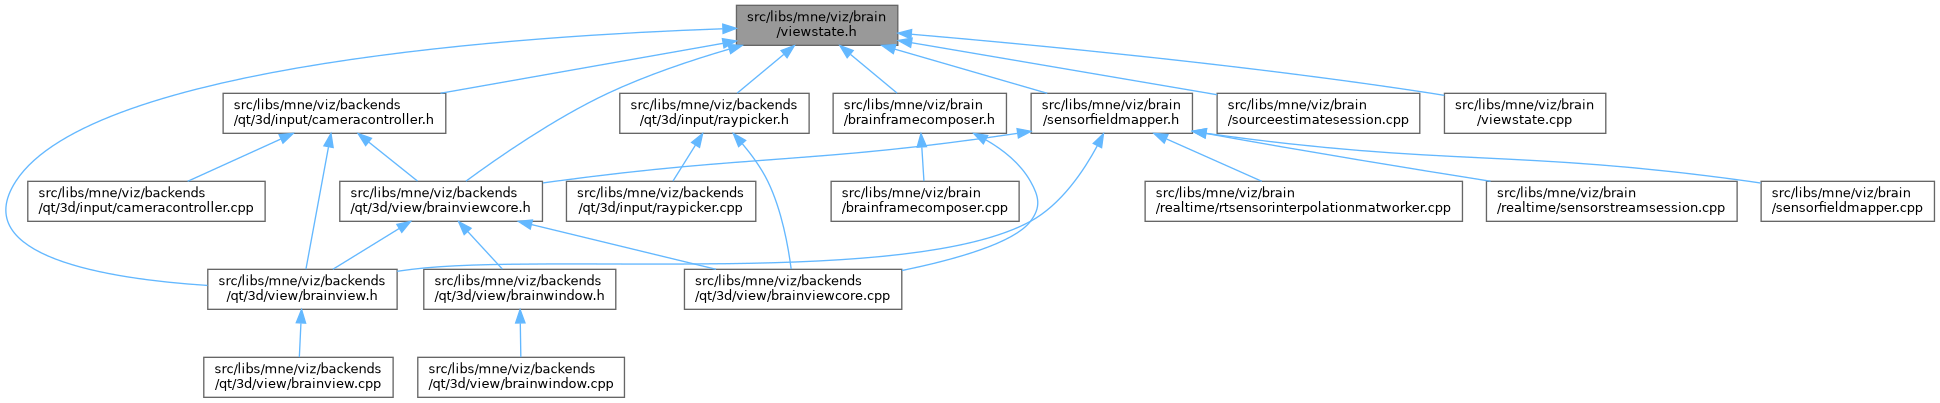 src/libs/mne/viz/brain
/viewstate.h
src/libs/mne/viz/backends
/qt/3d/input/cameracontroller.h
src/libs/mne/viz/backends
/qt/3d/input/raypicker.h
src/libs/mne/viz/brain
/brainframecomposer.h
src/libs/mne/viz/brain
/sensorfieldmapper.h
src/libs/mne/viz/brain
/sourceestimatesession.cpp
src/libs/mne/viz/brain
/viewstate.cpp
src/libs/mne/viz/backends
/qt/3d/input/cameracontroller.cpp
src/libs/mne/viz/backends
/qt/3d/view/brainviewcore.h
src/libs/mne/viz/backends
/qt/3d/input/raypicker.cpp
src/libs/mne/viz/brain
/brainframecomposer.cpp
src/libs/mne/viz/brain
/realtime/rtsensorinterpolationmatworker.cpp
src/libs/mne/viz/brain
/realtime/sensorstreamsession.cpp
src/libs/mne/viz/brain
/sensorfieldmapper.cpp
src/libs/mne/viz/backends
/qt/3d/view/brainview.h
src/libs/mne/viz/backends
/qt/3d/view/brainwindow.h
src/libs/mne/viz/backends
/qt/3d/view/brainviewcore.cpp
src/libs/mne/viz/backends
/qt/3d/view/brainview.cpp
src/libs/mne/viz/backends
/qt/3d/view/brainwindow.cpp